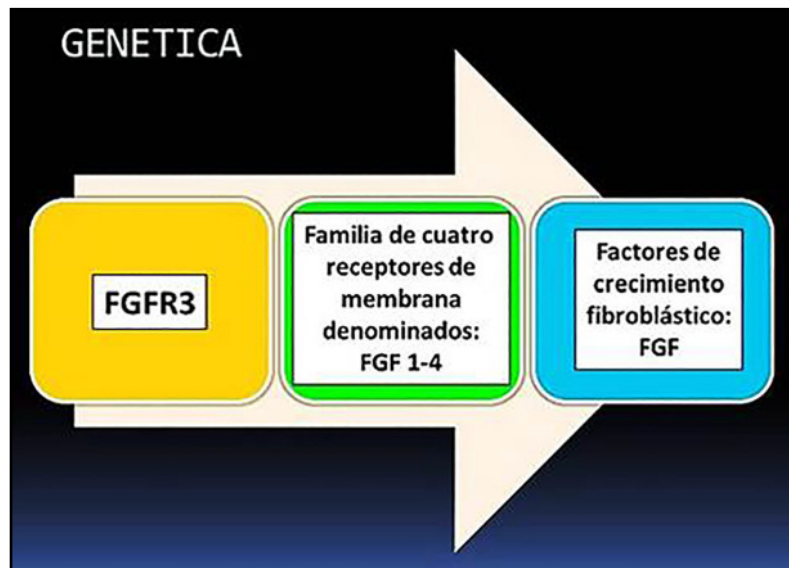 GENETICA
FGFR3
Familia de cuatro
receptores de
membrana
denominados:
FGF 1-4
Factores de
crecimiento
fibroblástico:
FGF